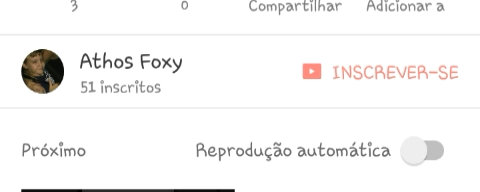 3 0 Compartilhar Adicionar a
Athos Foxy
51 inscritos
INSCREVER-SE
Próximo Reprodução automática